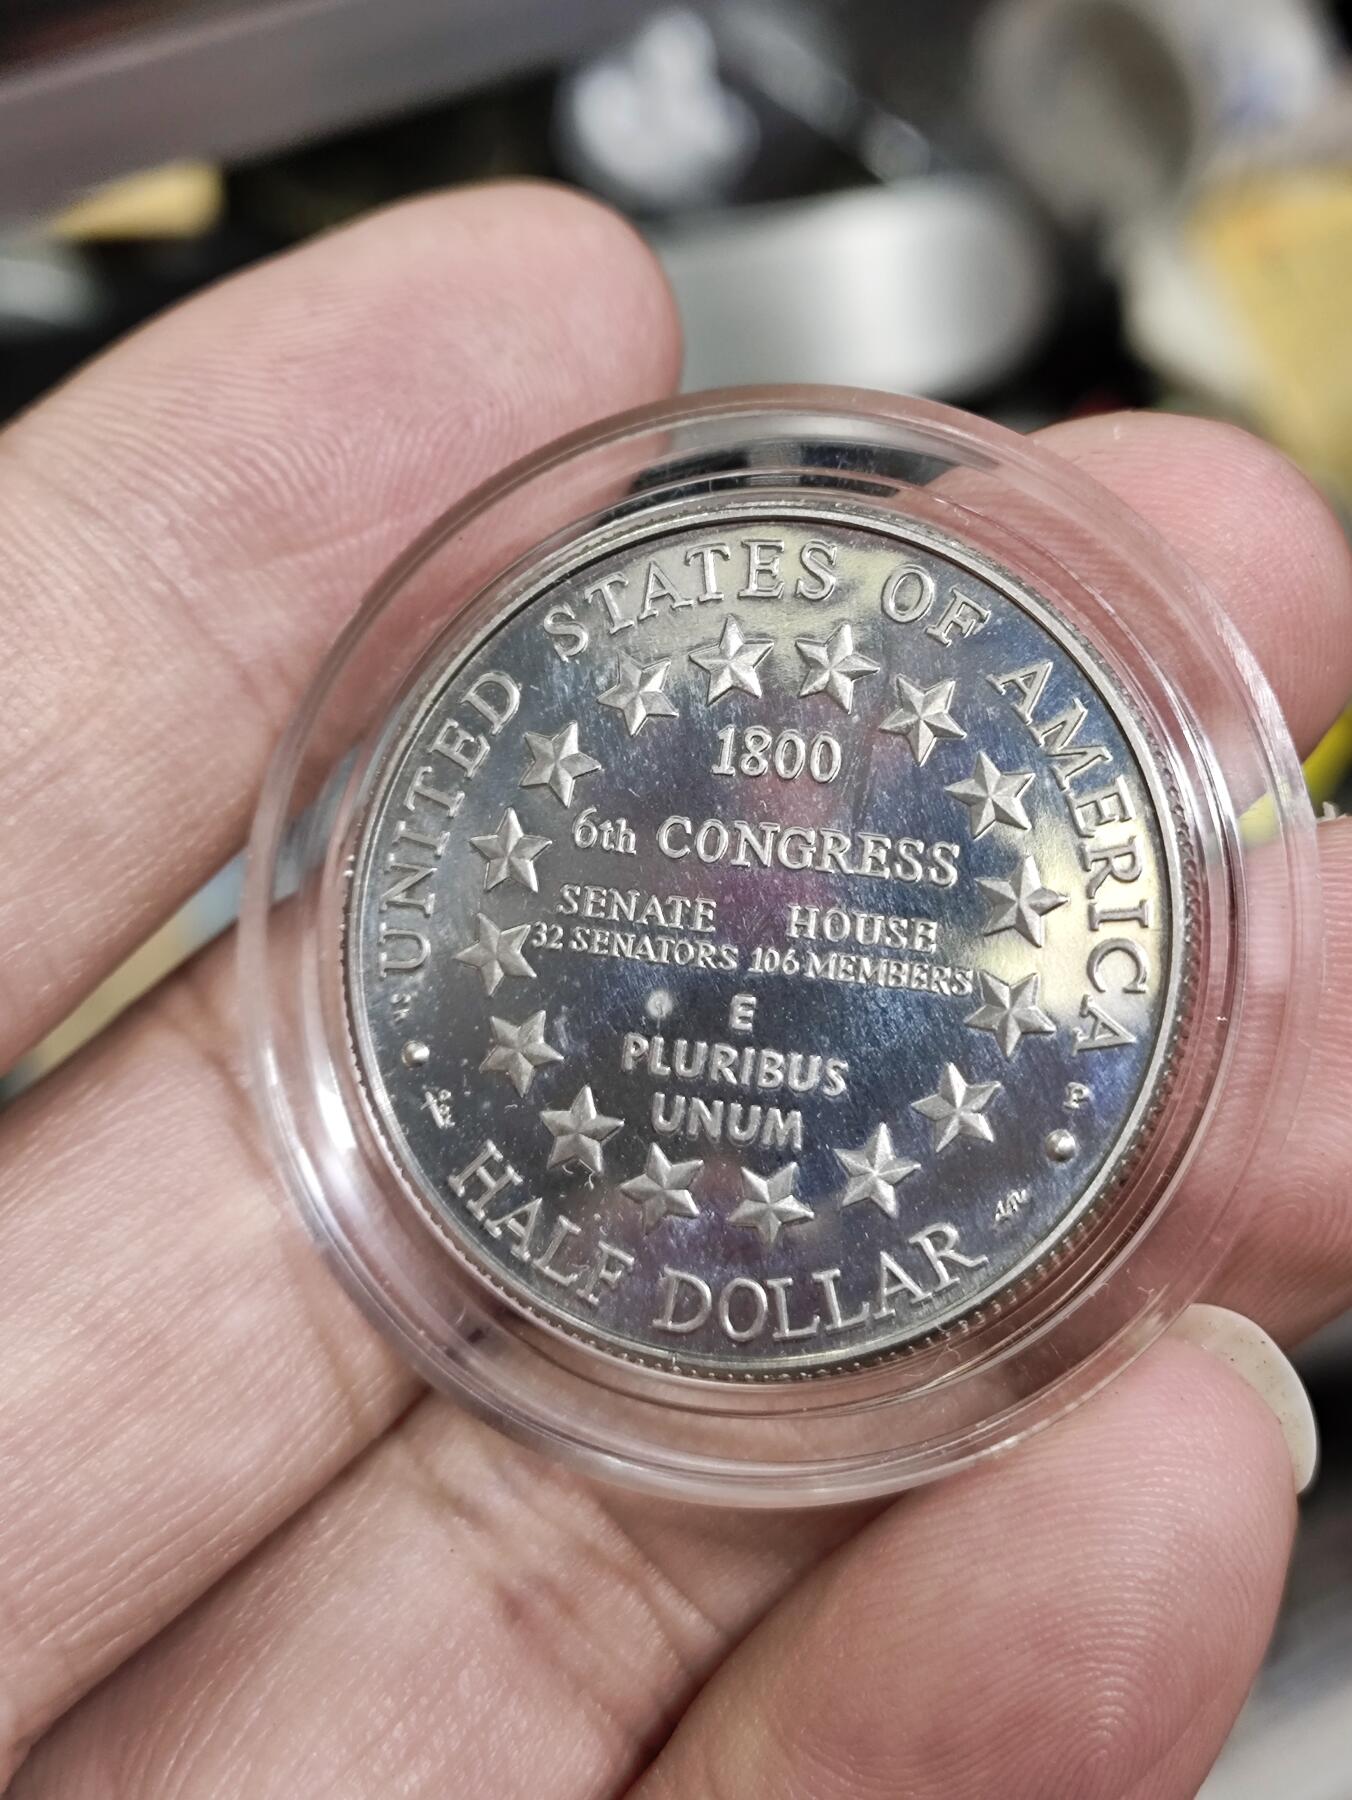 UNITED STATES OF AMERICA
1800
6th CONGRESS
SENATE HOUSE
32 SENATORS 106 MEMBERS
E
PLURIBUS
UNUM
P
HALF DOLLAR